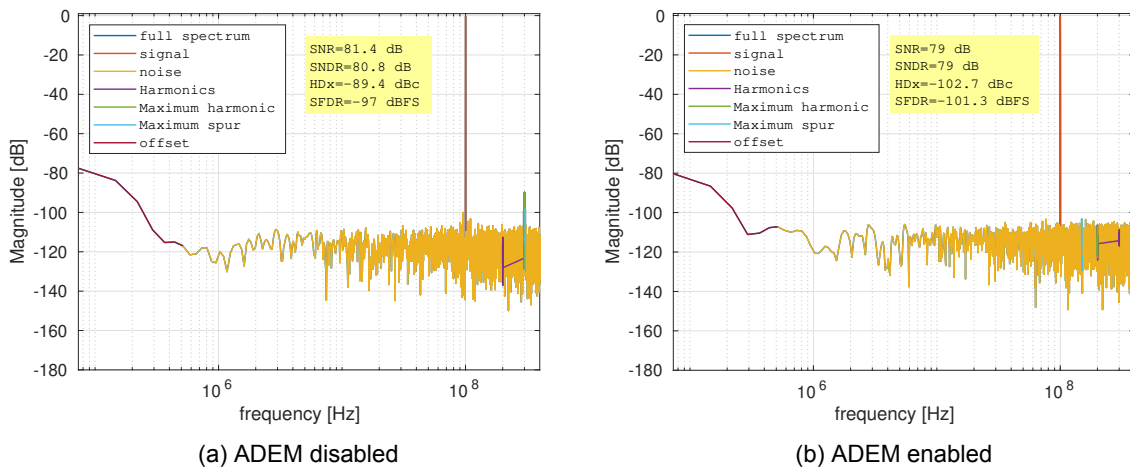 0
-20
-40
-60
-80
-100
-120
-140
-160
-180
Magnitude [dB]
full spectrum
signal
noise
Harmonics
Maximum harmonic
Maximum spur
offset
SNR=81.4 dB
SNDR=80.8 dB
HDx=-89.4 dBc
SFDR=-97 dBFS
10^6
10^8
frequency [Hz]
(a) ADEM disabled
0
-20
-40
-60
-80
-100
-120
-140
-160
-180
Magnitude [dB]
full spectrum
signal
noise
Harmonics
Maximum harmonic
Maximum spur
offset
SNR=79 dB
SNDR=79 dB
HDx=-102.7 dBc
SFDR=-101.3 dBFS
10^6
10^8
frequency [Hz]
(b) ADEM enabled